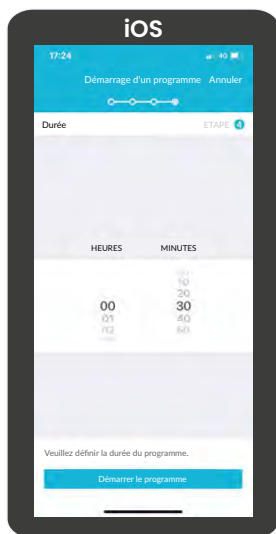 iOS
17:24 4G
Démarrage d'un programme Annuler
Durée ETAPE 4
HEURES MINUTES
10
20
00 30
01 40
02 50
Veuillez définir la durée du programme.
Démarrer le programme